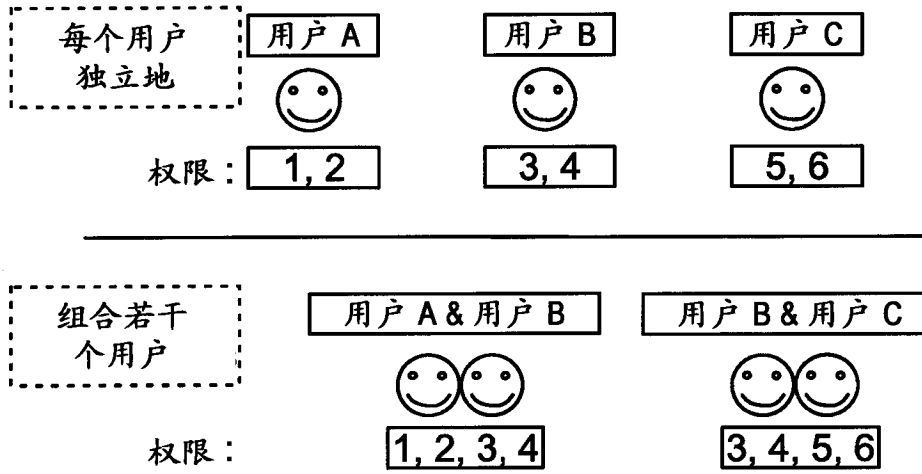 每个用户
独立地
用户 A
用户 B
用户 C
权限：
1, 2
3, 4
5, 6
组合若干
个用户
用户 A & 用户 B
用户 B & 用户 C
权限：
1, 2, 3, 4
3, 4, 5, 6